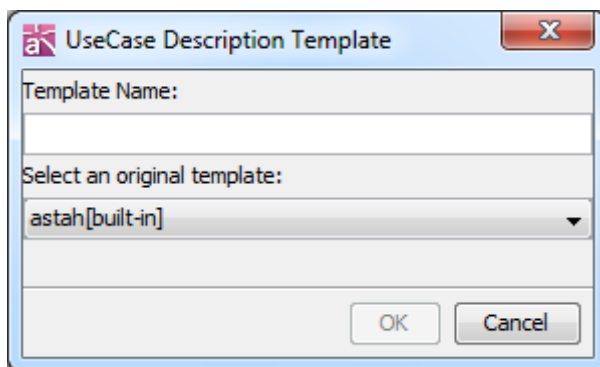 UseCase Description Template
Template Name:
Select an original template:
astah[built-in]
OK
Cancel